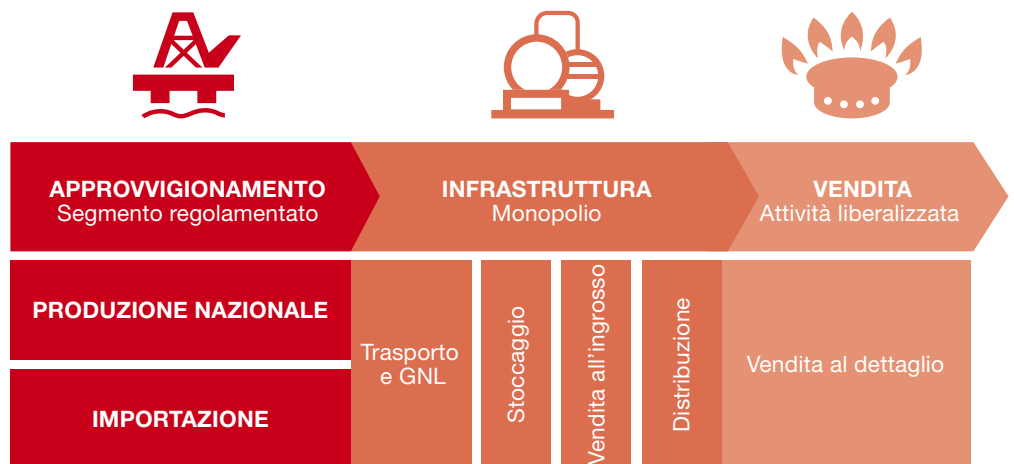 APPROVVIGIONAMENTO
Segmento regolamentato
INFRASTRUTTURA
Monopolio
VENDITA
Attività liberalizzata
PRODUZIONE NAZIONALE
IMPORTAZIONE
Trasporto
e GNL
Stoccaggio
Vendita all'ingrosso
Distribuzione
Vendita al dettaglio